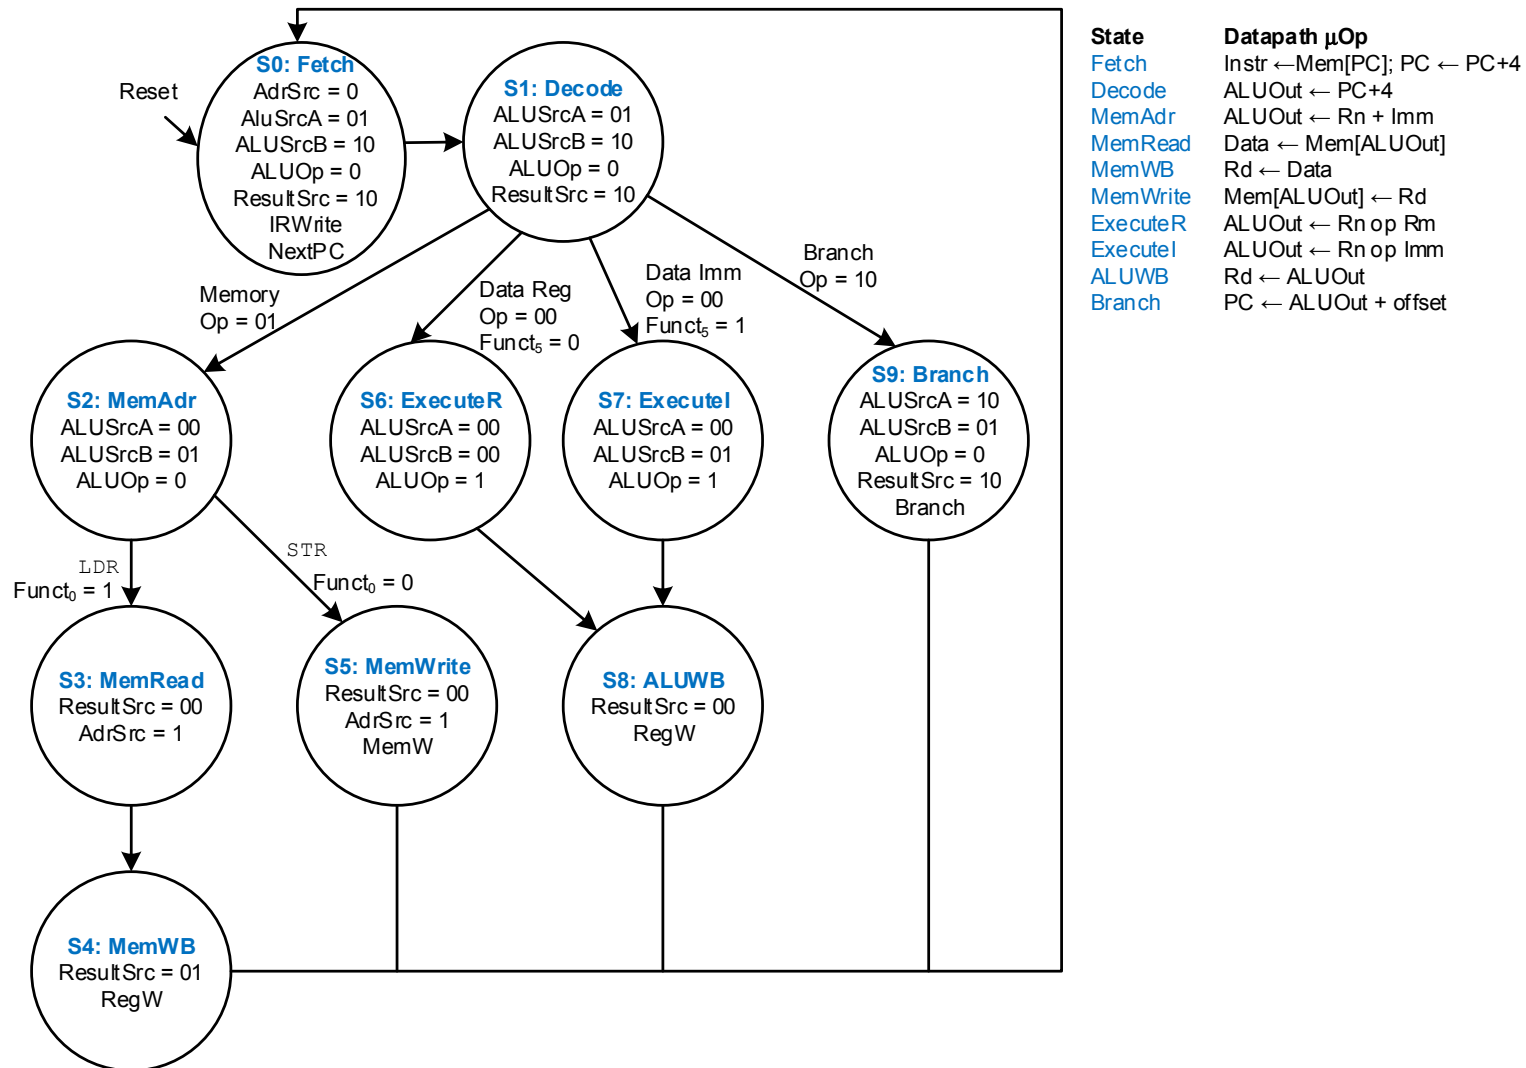 Reset
S0: Fetch
AdrSrc = 0
AluSrcA = 01
ALUSrcB = 10
ALUOp = 0
ResultSrc = 10
IRWrite
NextPC
S1: Decode
ALUSrcA = 01
ALUSrcB = 10
ALUOp = 0
ResultSrc = 10
Memory
Op = 01
Data Reg
Op = 00
Funct₅ = 0
Data Imm
Op = 00
Funct₅ = 1
Branch
Op = 10
S2: MemAdr
ALUSrcA = 00
ALUSrcB = 01
ALUOp = 0
S6: ExecuteR
ALUSrcA = 00
ALUSrcB = 00
ALUOp = 1
S7: ExecuteI
ALUSrcA = 00
ALUSrcB = 01
ALUOp = 1
S9: Branch
ALUSrcA = 10
ALUSrcB = 01
ALUOp = 0
ResultSrc = 10
Branch
LDR
Funct₀ = 1
STR
Funct₀ = 0
S3: MemRead
ResultSrc = 00
AdrSrc = 1
S5: MemWrite
ResultSrc = 00
AdrSrc = 1
MemW
S8: ALUWB
ResultSrc = 00
RegW
S4: MemWB
ResultSrc = 01
RegW
State Datapath μOp
Fetch Instr ←Mem[PC]; PC ← PC+4
Decode ALUOut ← PC+4
MemAdr ALUOut ← Rn + Imm
MemRead Data ← Mem[ALUOut]
MemWB Rd ← Data
MemWrite Mem[ALUOut] ← Rd
ExecuteR ALUOut ← Rn op Rm
ExecuteI ALUOut ← Rn op Imm
ALUWB Rd ← ALUOut
Branch PC ← ALUOut + offset